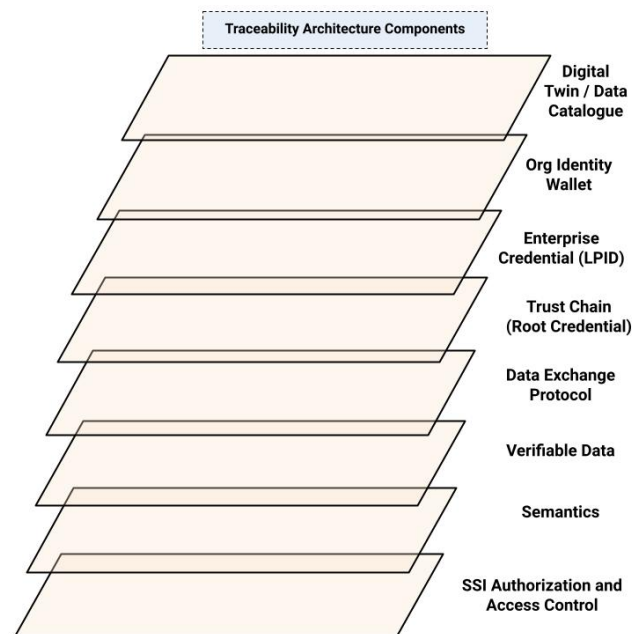 Traceability Architecture Components
Digital
Twin / Data
Catalogue
Org Identity
Wallet
Enterprise
Credential (LPID)
Trust Chain
(Root Credential)
Data Exchange
Protocol
Verifiable Data
Semantics
SSI Authorization and
Access Control